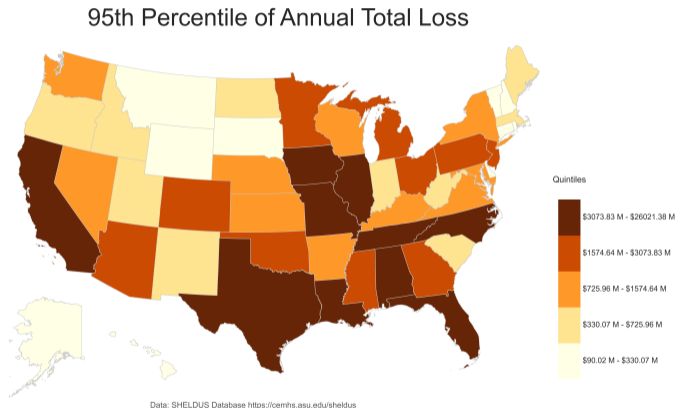 95th Percentile of Annual Total Loss
Quintiles
$3073.83 M - $26021.38 M
$1574.64 M - $3073.83 M
$725.96 M - $1574.64 M
$330.07 M - $725.96 M
$90.02 M - $330.07 M
Data: SHELDUS Database https://cemhs.asu.edu/sheldus